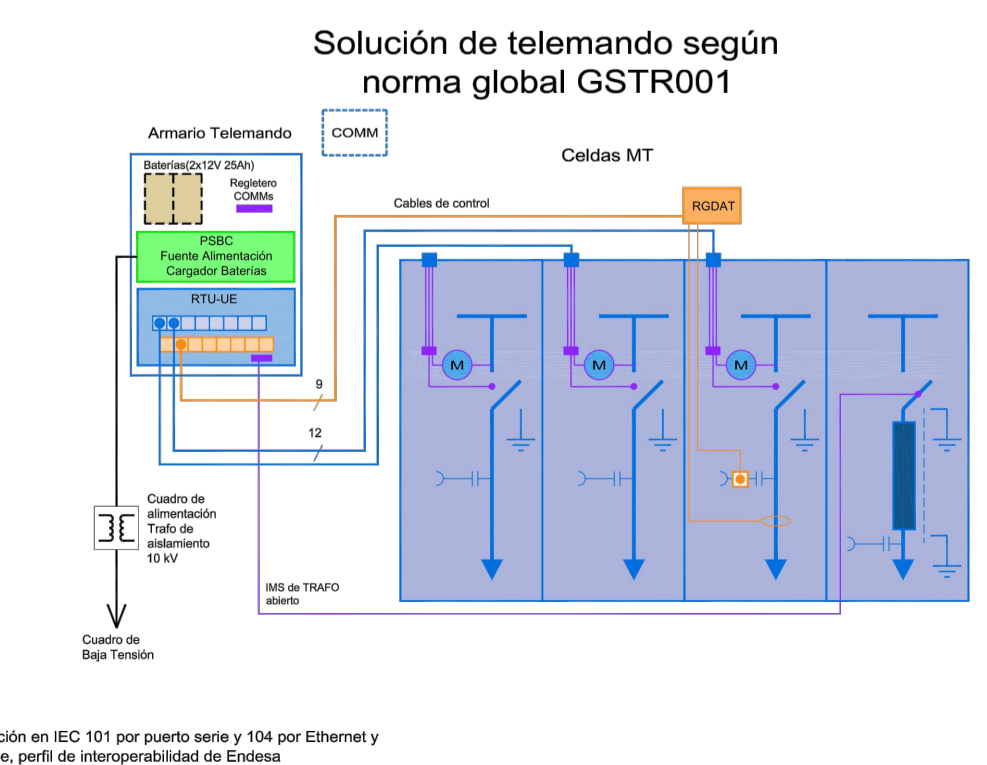 Solución de telemando según
norma global GSTR001
Armario Telemando
COMM
Celdas MT
Baterías(2x12V 25Ah)
Regletero
COMMs
Cables de control
RGDAT
PSBC
Fuente Alimentación
Cargador Baterías
RTU-UE
M
M
M
9
12
Cuadro de
alimentación
Trafo de
aislamiento
10 kV
IMS de TRAFO
abierto
Cuadro de
Baja Tensión
ción en IEC 101 por puerto serie y 104 por Ethernet y
e, perfil de interoperabilidad de Endesa